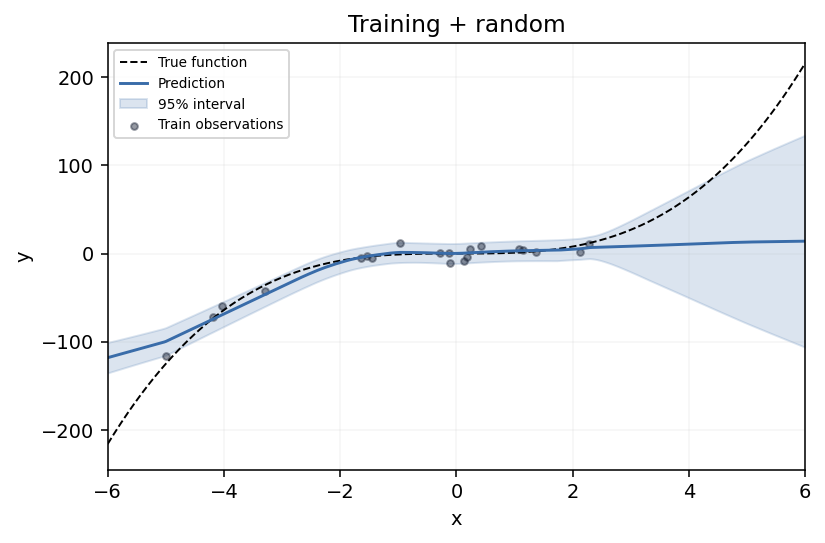 Training + random
True function
Prediction
95% interval
Train observations
y
200
100
0
−100
−200
−6
−4
−2
0
2
4
6
x